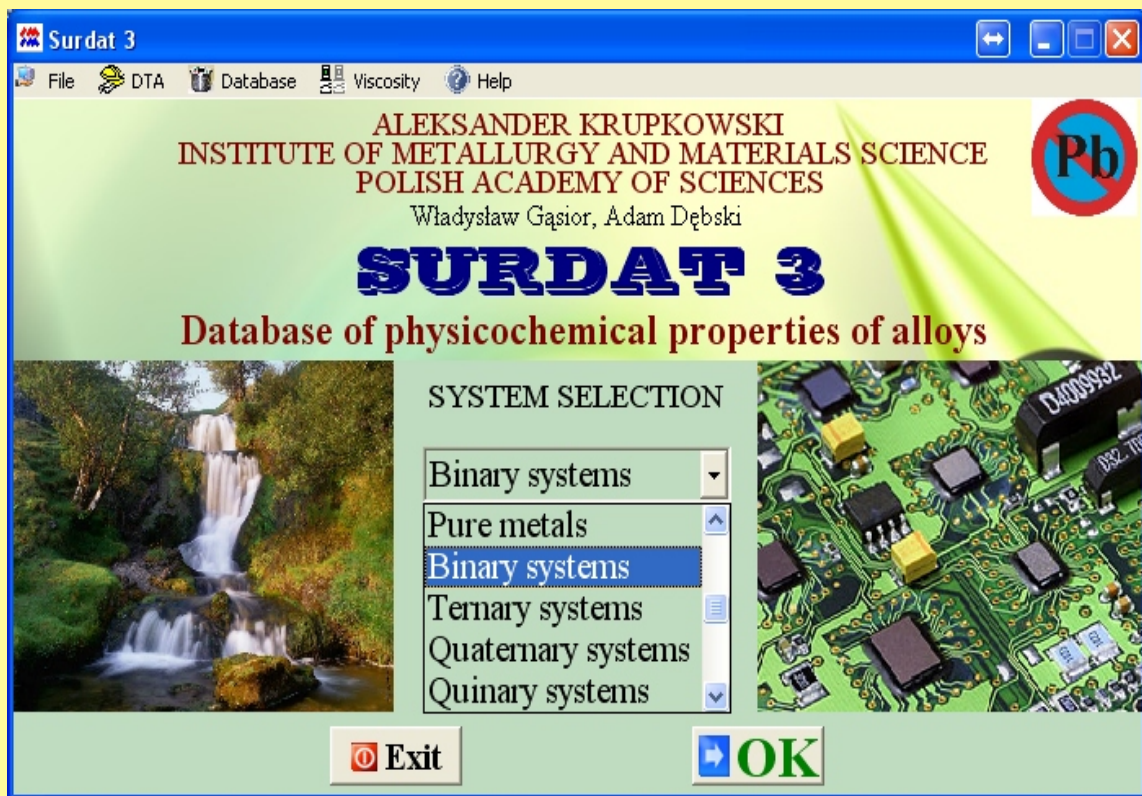 Surdat 3
File DTA Database Viscosity Help
ALEKSANDER KRUPKOWSKI
INSTITUTE OF METALLURGY AND MATERIALS SCIENCE
POLISH ACADEMY OF SCIENCES
Pb
Władysław Gąsior, Adam Dębski
SURDAT 3
Database of physicochemical properties of alloys
SYSTEM SELECTION
D4009932
D32
Binary systems
Pure metals
Binary systems
Ternary systems
Quaternary systems
Quinary systems
Exit
OK